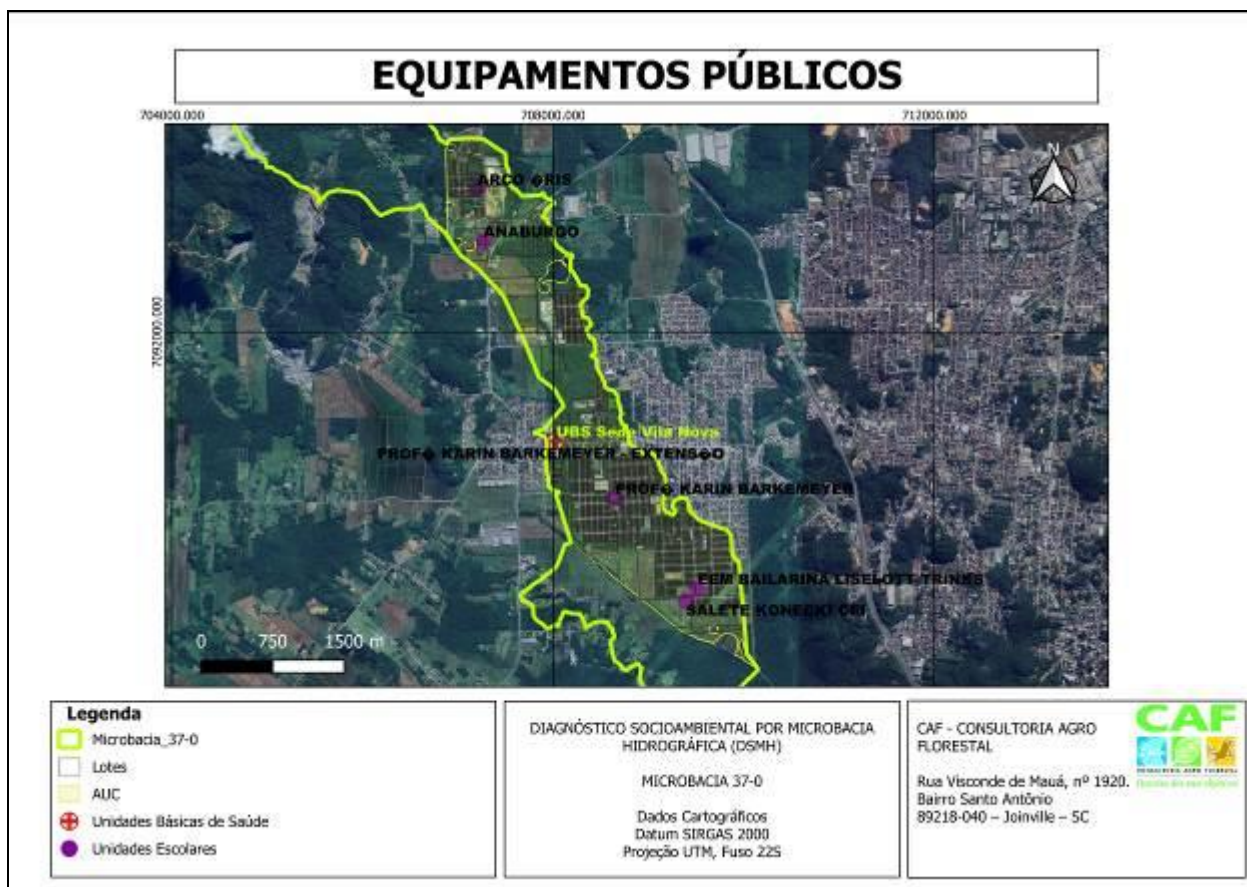 EQUIPAMENTOS PÚBLICOS
704000.000
708000.000
712000.000
7092000.000
N
ARCO �RIS
ANABURGO
UBS Sede Vila Nova
PROF� KARIN BARKEMEYER - EXTENS�O
PROF� KARIN BARKEMEYER
EEM BAILARINA LISELOTT TRINKS
SALETE KONESKI CEI
0 750 1500 m
Legenda
Microbacia_37-0
Lotes
AUC
Unidades Básicas de Saúde
Unidades Escolares
DIAGNÓSTICO SOCIOAMBIENTAL POR MICROBACIA
HIDROGRÁFICA (DSMH)
MICROBACIA 37-0
Dados Cartográficos
Datum SIRGAS 2000
Projeção UTM, Fuso 22S
CAF - CONSULTORIA AGRO
FLORESTAL
Rua Visconde de Mauá, nº 1920.
Bairro Santo Antônio
89218-040 – Joinville – SC
CAF
CONSULTORIA AGRO FLORESTAL